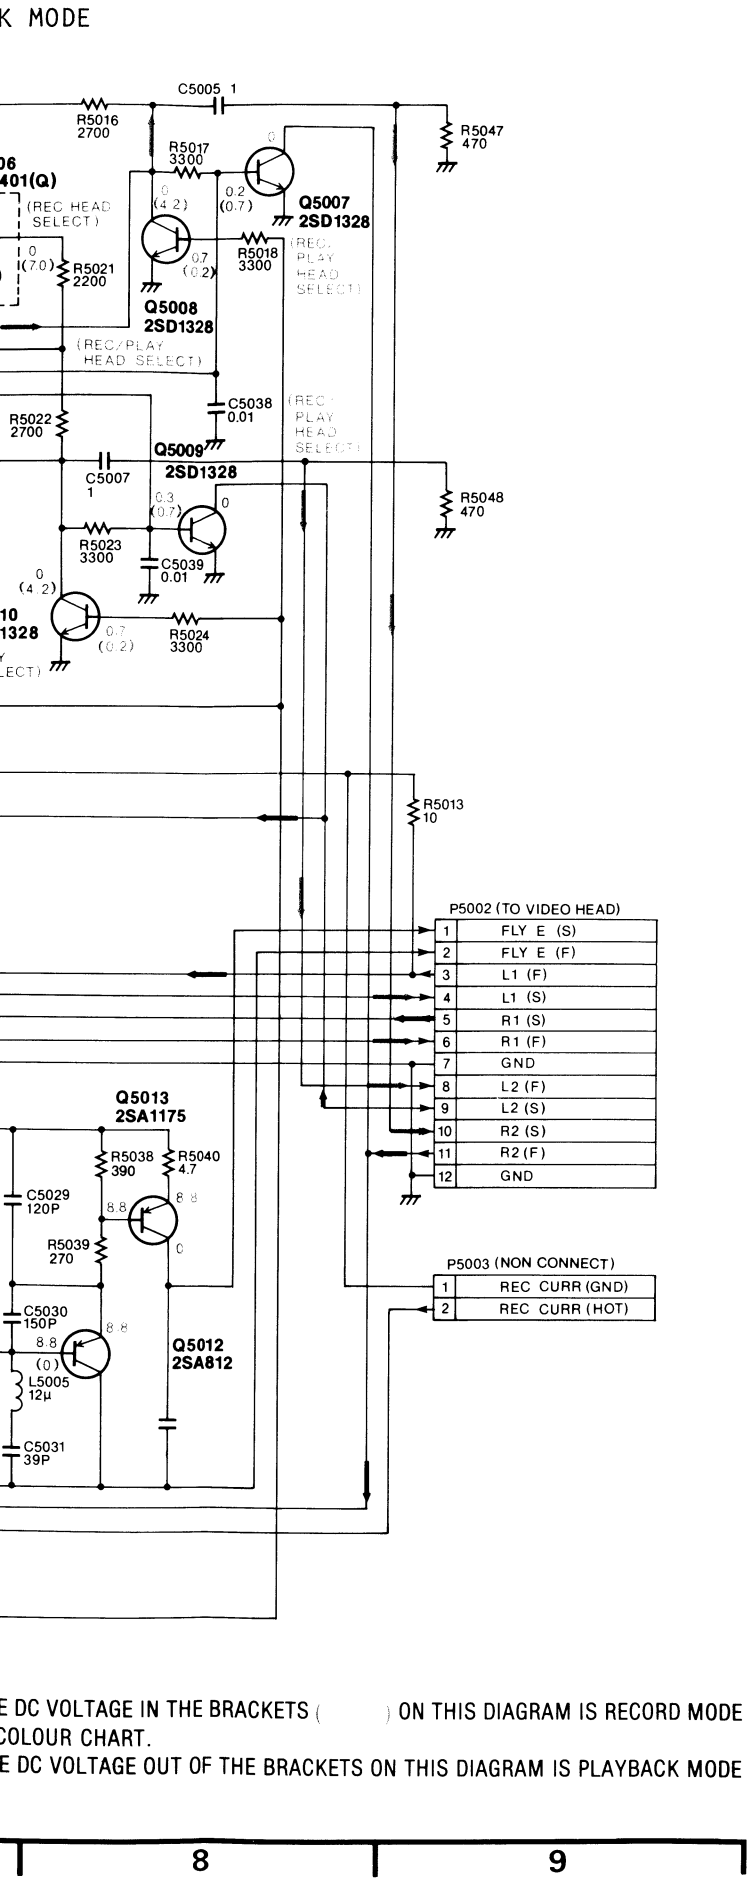 K MODE
C5005 1
R5016
2700
R5047
470
R5017
3300
0
06
401(Q)
(REC HEAD
SELECT)
0
(4.2)
0.2
(0.7)
Q5007
2SD1328
0
(7.0)
R5021
2200
0.7
(0.2)
R5018
3300
(REC/
PLAY
HEAD
SELECT)
)
Q5008
2SD1328
(REC/PLAY
HEAD SELECT)
R5022
2700
C5038
0.01
(REC/
PLAY
HEAD
SELECT)
Q5009
2SD1328
C5007
1
R5048
470
0.3
(0.7)
0
R5023
3300
C5039
0.01
0
(4.2)
10
1328
0.7
(0.2)
R5024
3300
Y
LECT)
R5013
10
P5002 (TO VIDEO HEAD)
1 FLY E (S)
2 FLY E (F)
3 L1 (F)
4 L1 (S)
5 R1 (S)
6 R1 (F)
7 GND
8 L2 (F)
9 L2 (S)
10 R2 (S)
11 R2 (F)
12 GND
Q5013
2SA1175
R5038
390
R5040
4.7
C5029
120P
8.8
8.8
R5039
270
0
P5003 (NON CONNECT)
1 REC CURR (GND)
2 REC CURR (HOT)
C5030
150P
8.8
8.8
(0)
Q5012
2SA812
L5005
12μ
C5031
39P
E DC VOLTAGE IN THE BRACKETS ( ) ON THIS DIAGRAM IS RECORD MODE
COLOUR CHART.
E DC VOLTAGE OUT OF THE BRACKETS ON THIS DIAGRAM IS PLAYBACK MODE
8 9